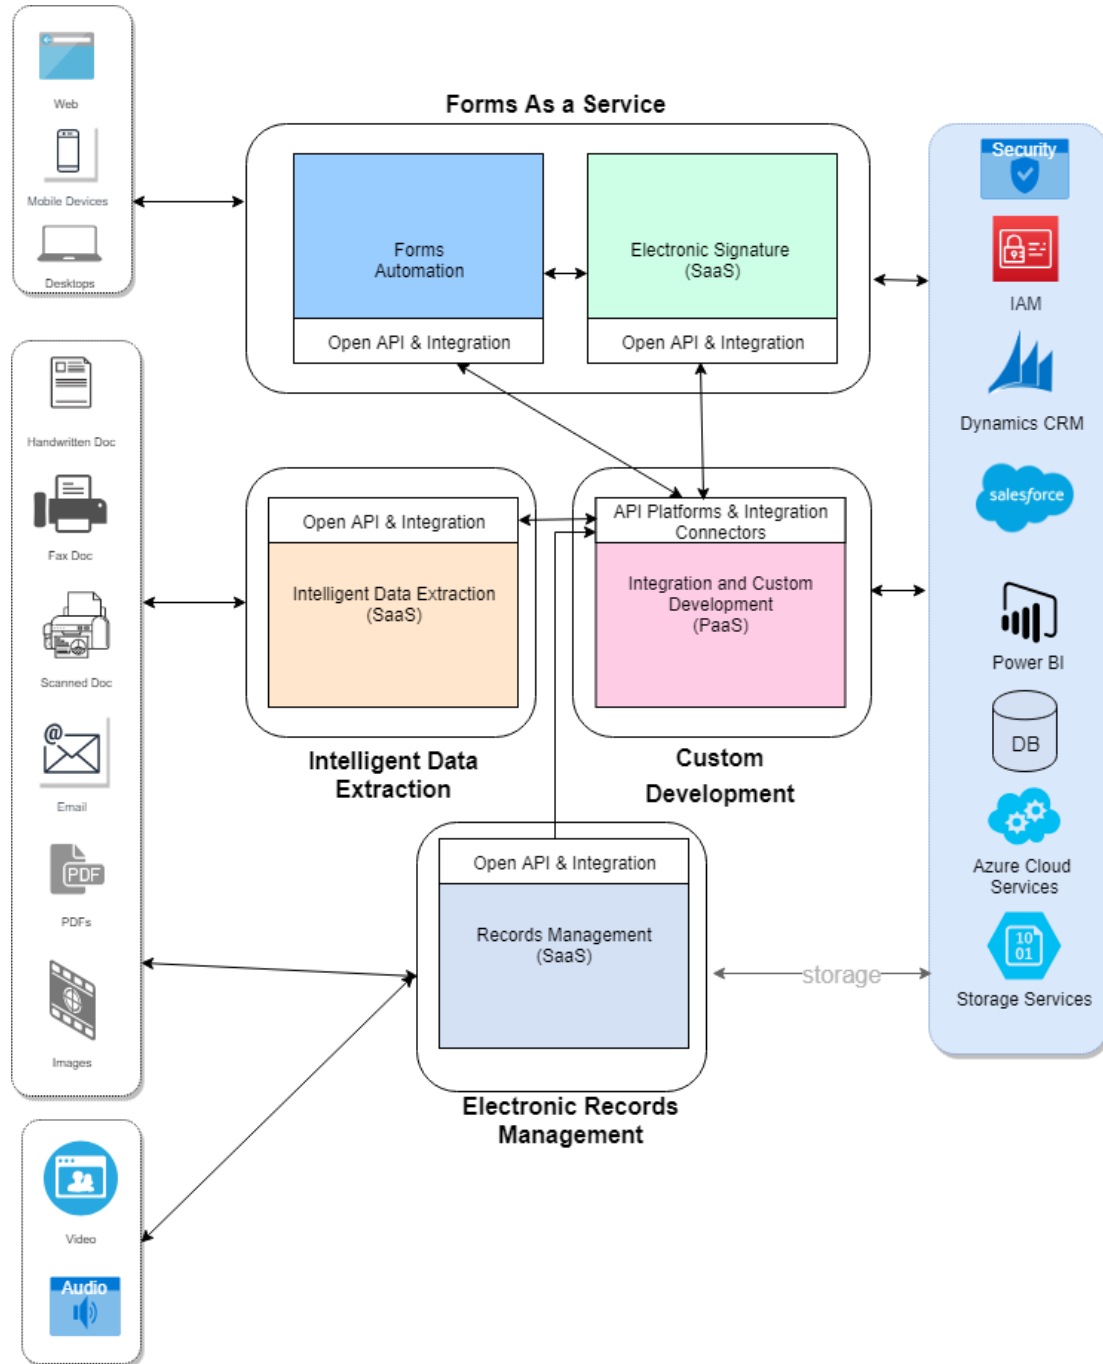 Web
Mobile Devices
Desktops
Handwritten Doc
Fax Doc
Scanned Doc
@
Email
PDF
PDFs
Images
Video
Audio
Forms As a Service
Forms
Automation
Open API & Integration
Electronic Signature
(SaaS)
Open API & Integration
Open API & Integration
Intelligent Data Extraction
(SaaS)
Intelligent Data
Extraction
API Platforms & Integration
Connectors
Integration and Custom
Development
(PaaS)
Custom
Development
Open API & Integration
Records Management
(SaaS)
Electronic Records
Management
storage
Security
IAM
Dynamics CRM
salesforce
Power BI
DB
Azure Cloud
Services
10
01
Storage Services